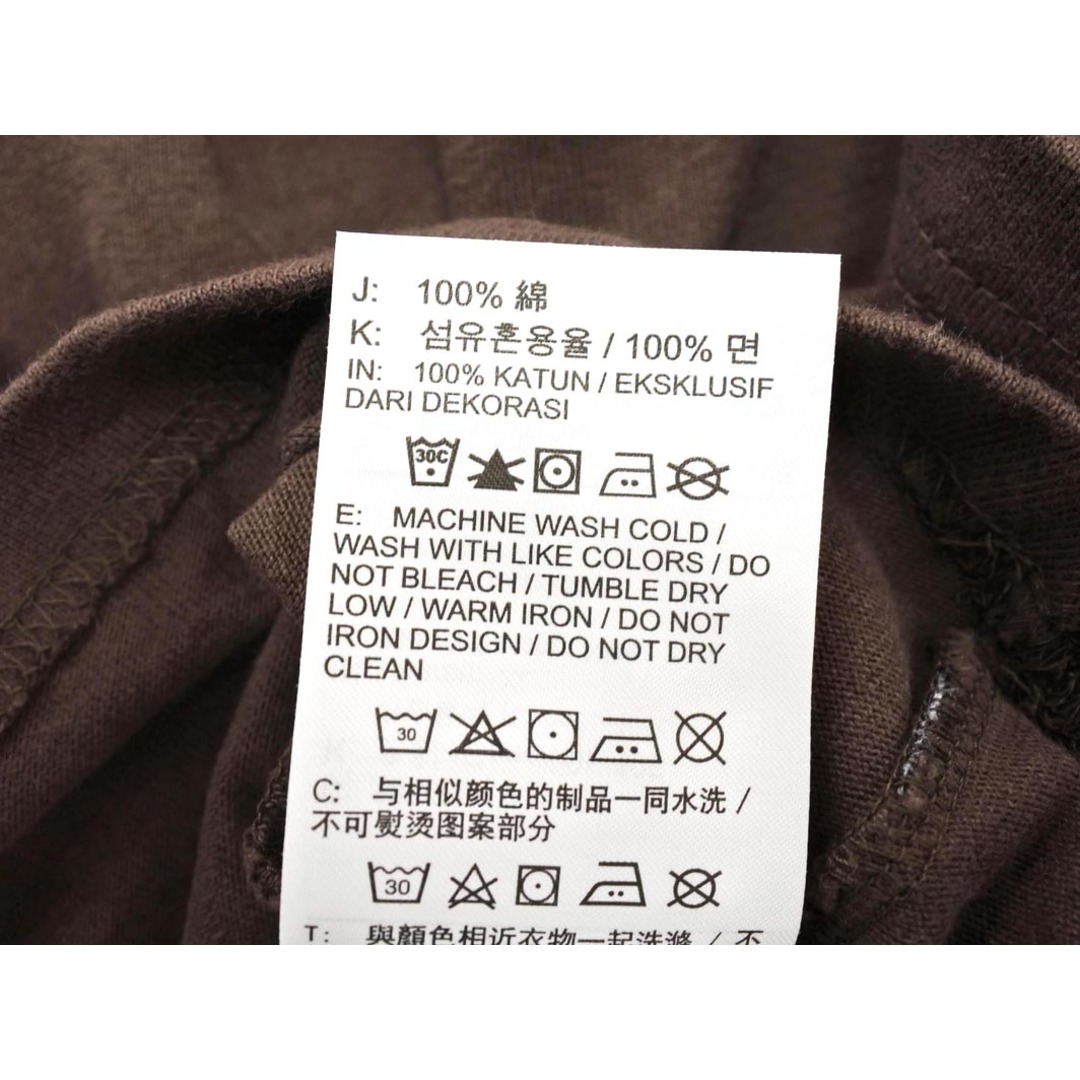 J: 100% 綿
K: 섬유혼용율 / 100% 면
IN: 100% KATUN / EKSKLUSIF
DARI DEKORASI
30C
E: MACHINE WASH COLD /
WASH WITH LIKE COLORS / DO
NOT BLEACH / TUMBLE DRY
LOW / WARM IRON / DO NOT
IRON DESIGN / DO NOT DRY
CLEAN
30
C: 与相似颜色的制品一同水洗 /
不可熨烫图案部分
30
T: 與顏色相近衣物一起洗滌 / 不